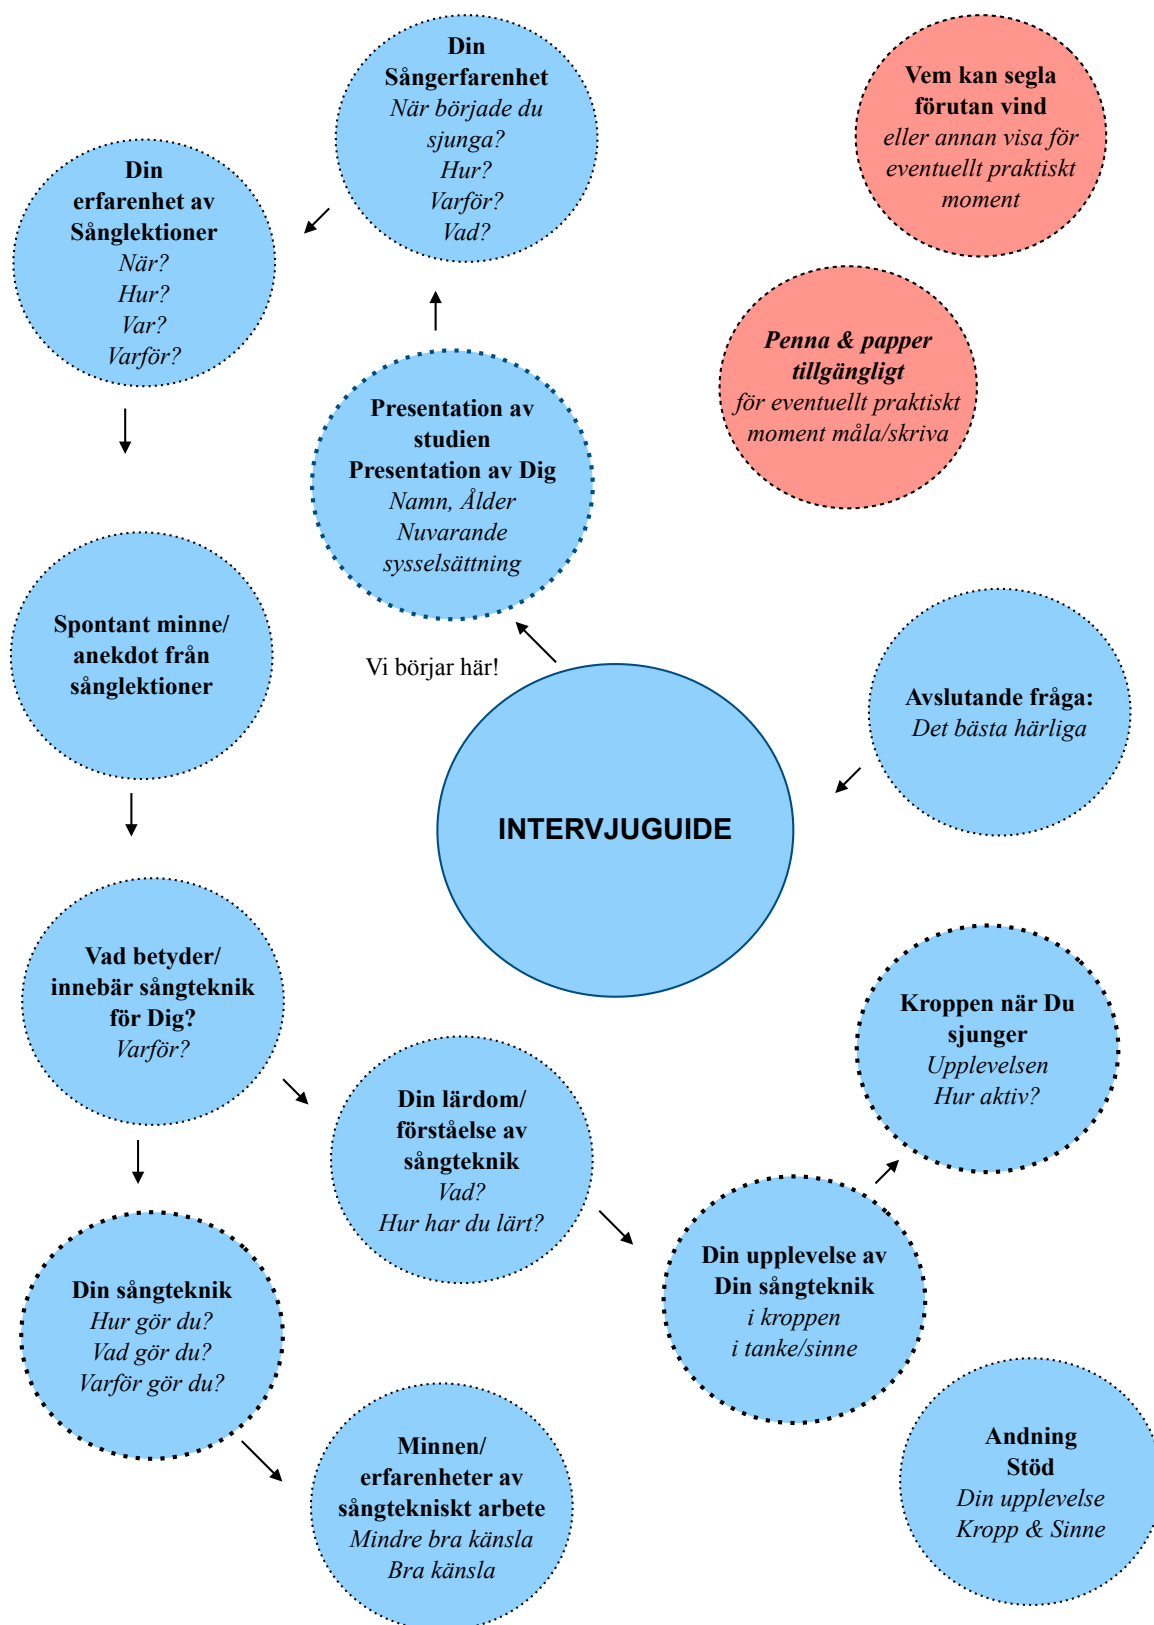 Din
Sångerfarenhet
När började du
sjunga?
Hur?
Varför?
Vad?
Vem kan segla
förutan vind
eller annan visa för
eventuellt praktiskt
moment
Din
erfarenhet av
Sånglektioner
När?
Hur?
Var?
Varför?
Penna & papper
tillgängligt
för eventuellt praktiskt
moment måla/skriva
Presentation av
studien
Presentation av Dig
Namn, Ålder
Nuvarande
sysselsättning
Spontant minne/
anekdot från
sånglektioner
Vi börjar här!
Avslutande fråga:
Det bästa härliga
INTERVJUGUIDE
Vad betyder/
innebär sångteknik
för Dig?
Varför?
Kroppen när Du
sjunger
Upplevelsen
Hur aktiv?
Din lärdom/
förståelse av
sångteknik
Vad?
Hur har du lärt?
Din upplevelse av
Din sångteknik
i kroppen
i tanke/sinne
Din sångteknik
Hur gör du?
Vad gör du?
Varför gör du?
Minnen/
erfarenheter av
sångtekniskt arbete
Mindre bra känsla
Bra känsla
Andning
Stöd
Din upplevelse
Kropp & Sinne